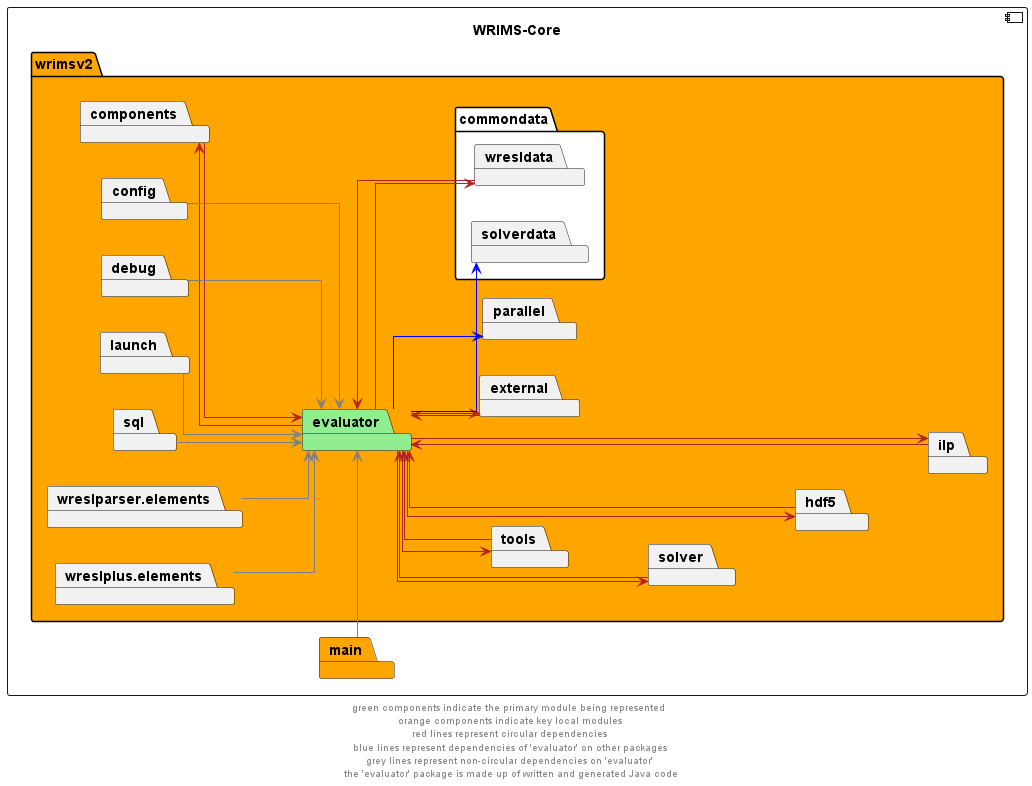 WRIMS-Core
wrimsv2
components
commondata
wresldata
config
solverdata
debug
parallel
launch
external
sql
evaluator
ilp
wreslparser.elements
hdf5
tools
solver
wreslplus.elements
main
green components indicate the primary module being represented
orange components indicate key local modules
red lines represent circular dependencies
blue lines represent dependencies of 'evaluator' on other packages
grey lines represent non-circular dependencies on 'evaluator'
the 'evaluator' package is made up of written and generated Java code